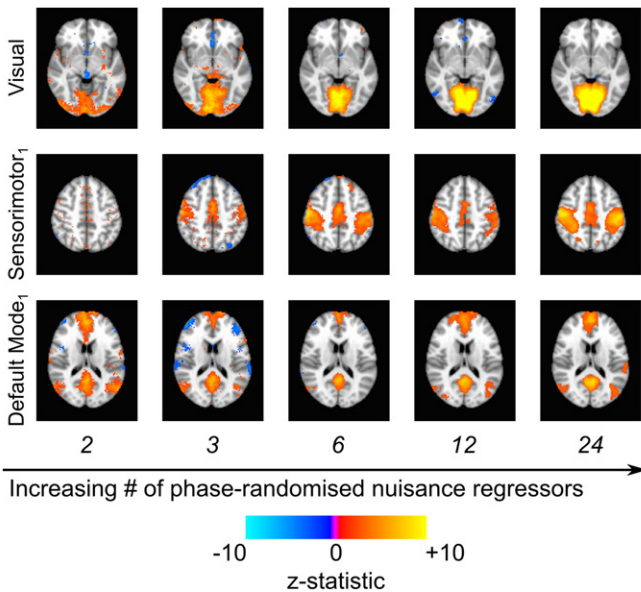 Visual
Sensorimotor1
Default Mode1
2 3 6 12 24
Increasing # of phase-randomised nuisance regressors
-10 0 +10
z-statistic